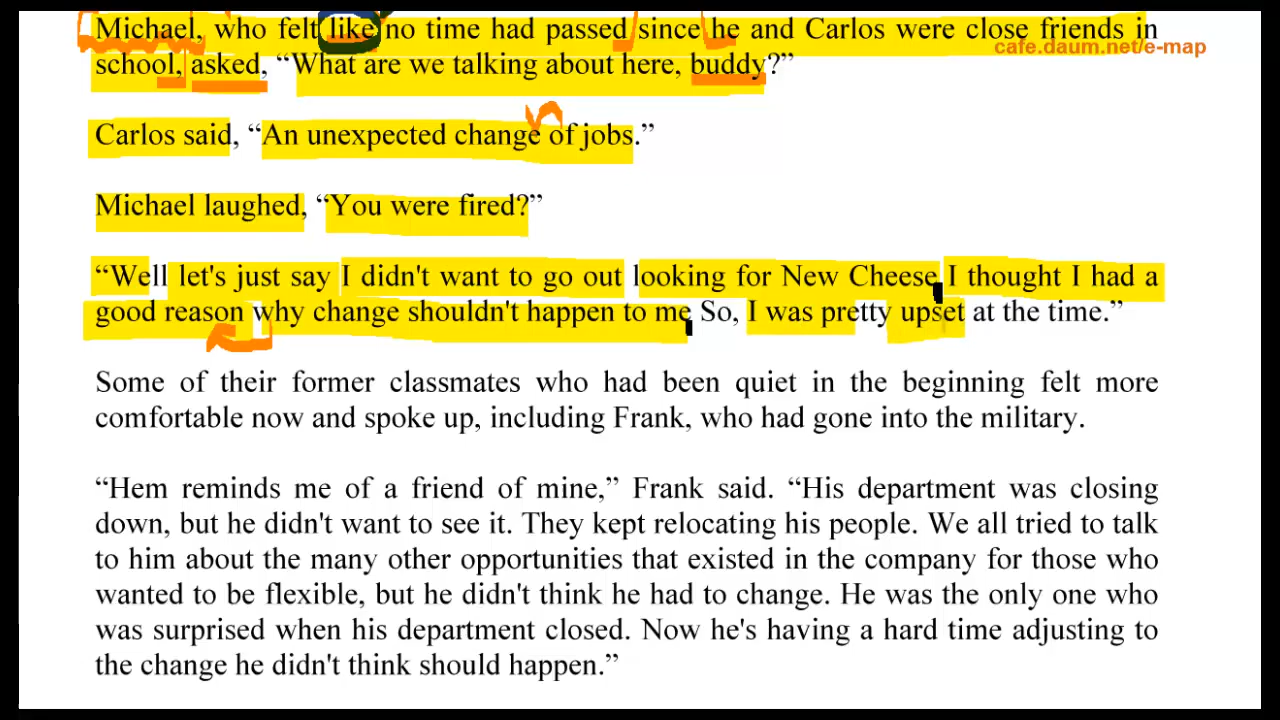 Michael, who felt like no time had passed since he and Carlos were close friends in
cafe.daum.net/e-map
school, asked, “What are we talking about here, buddy?”
Carlos said, “An unexpected change of jobs.”
Michael laughed, “You were fired?”
“Well let's just say I didn't want to go out looking for New Cheese, I thought I had a
good reason why change shouldn't happen to me So, I was pretty upset at the time.”
Some of their former classmates who had been quiet in the beginning felt more
comfortable now and spoke up, including Frank, who had gone into the military.
“Hem reminds me of a friend of mine,” Frank said. “His department was closing
down, but he didn't want to see it. They kept relocating his people. We all tried to talk
to him about the many other opportunities that existed in the company for those who
wanted to be flexible, but he didn't think he had to change. He was the only one who
was surprised when his department closed. Now he's having a hard time adjusting to
the change he didn't think should happen.”